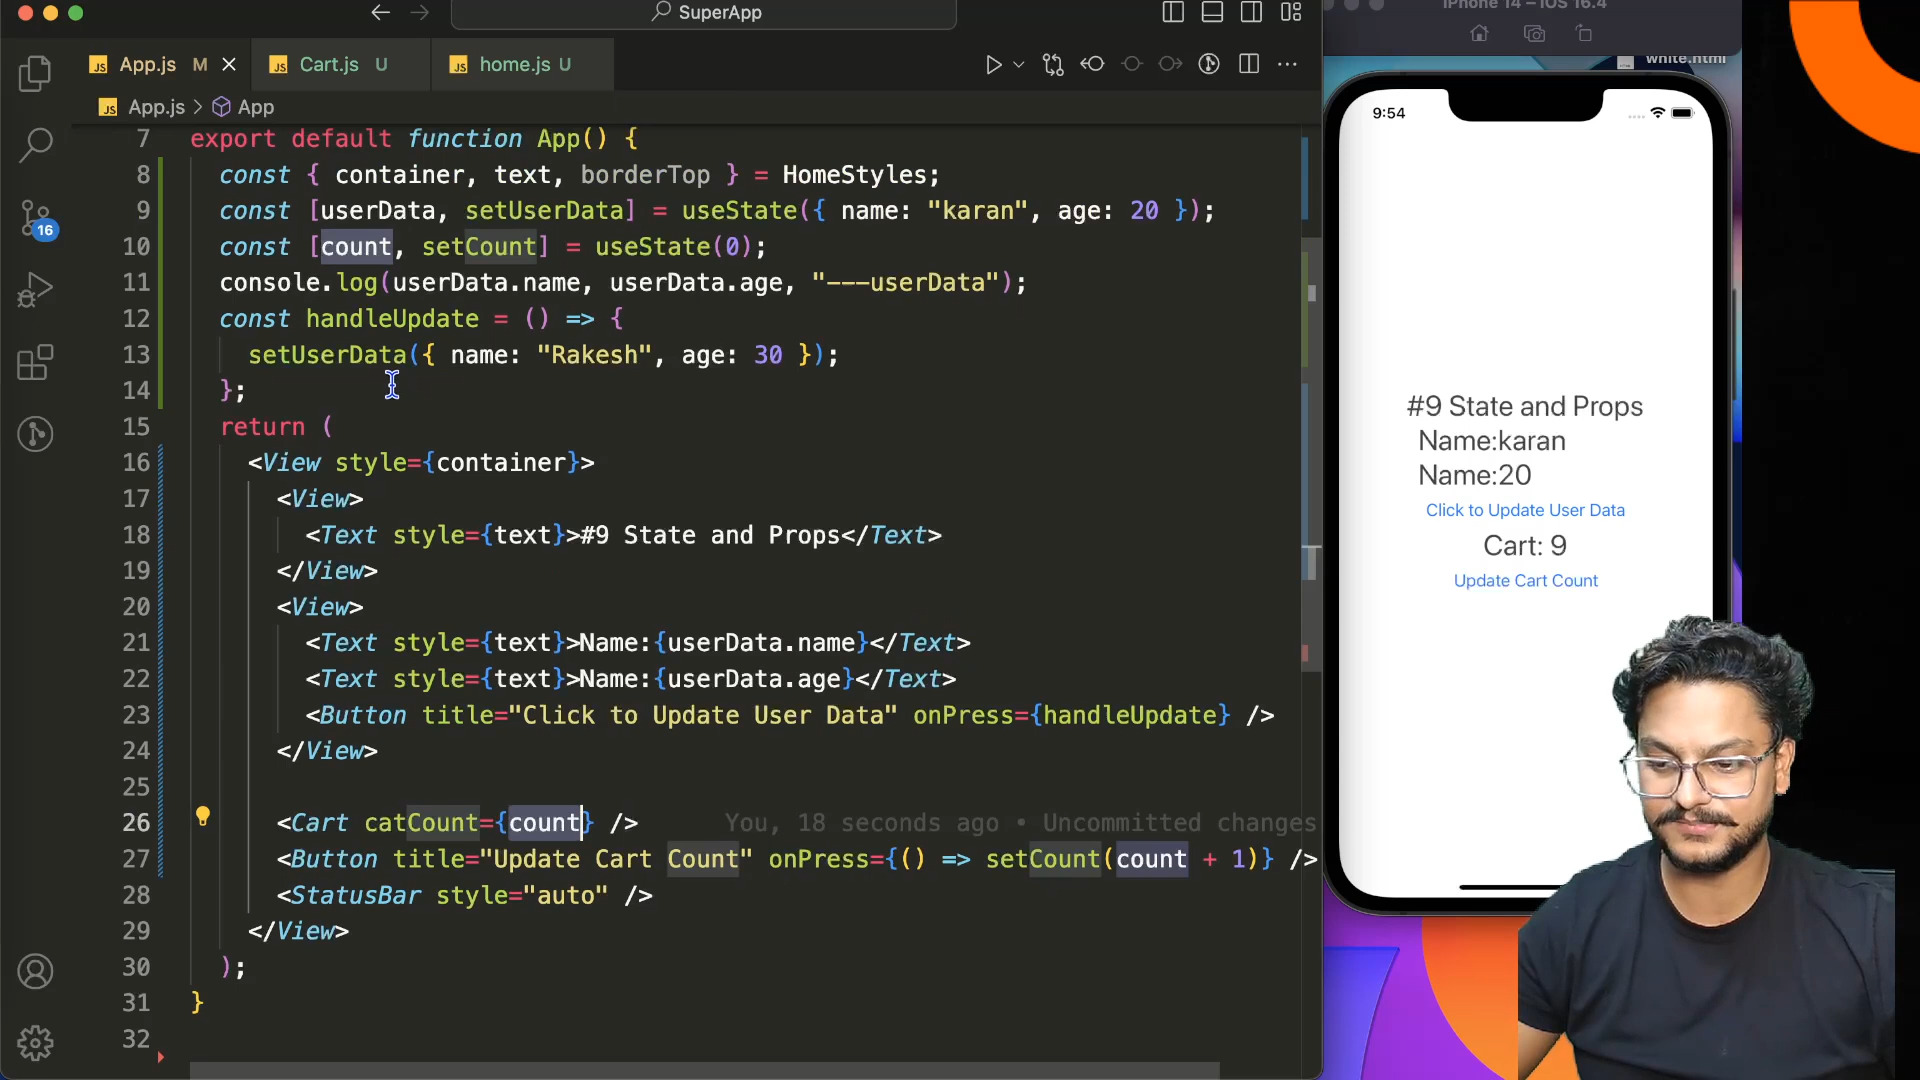 SuperApp
App.js M
Cart.js U
home.js U
App.js > App
7 export default function App() {
8 const { container, text, borderTop } = HomeStyles;
9 const [userData, setUserData] = useState({ name: "karan", age: 20 });
10 const [count, setCount] = useState(0);
11 console.log(userData.name, userData.age, "---userData");
12 const handleUpdate = () => {
13 setUserData({ name: "Rakesh", age: 30 });
14 };
15 return (
16 <View style={container}>
17 <View>
18 <Text style={text}>#9 State and Props</Text>
19 </View>
20 <View>
21 <Text style={text}>Name:{userData.name}</Text>
22 <Text style={text}>Name:{userData.age}</Text>
23 <Button title="Click to Update User Data" onPress={handleUpdate} />
24 </View>
25
26 <Cart catCount={count} /> You, 18 seconds ago • Uncommitted changes
27 <Button title="Update Cart Count" onPress={() => setCount(count + 1)} />
28 <StatusBar style="auto" />
29 </View>
30 );
31 }
32
16
iPhone 14 – iOS 16.4
white.html
9:54
#9 State and Props
Name:karan
Name:20
Click to Update User Data
Cart: 9
Update Cart Count